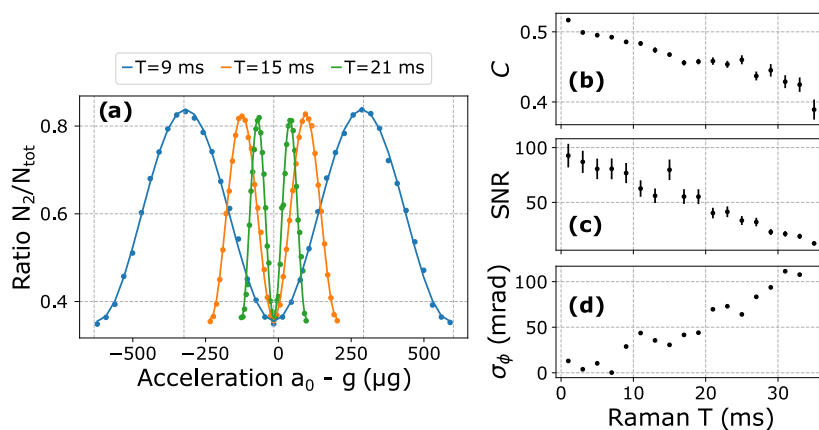 T=9 ms T=15 ms T=21 ms
(a)
Ratio N₂/Nₜₒₜ
0.8
0.6
0.4
−500 −250 0 250 500
Acceleration a₀ - g (µg)
C
0.5
0.4
(b)
SNR
100
50
(c)
σ_ϕ (mrad)
100
50
0
(d)
0 10 20 30
Raman T (ms)